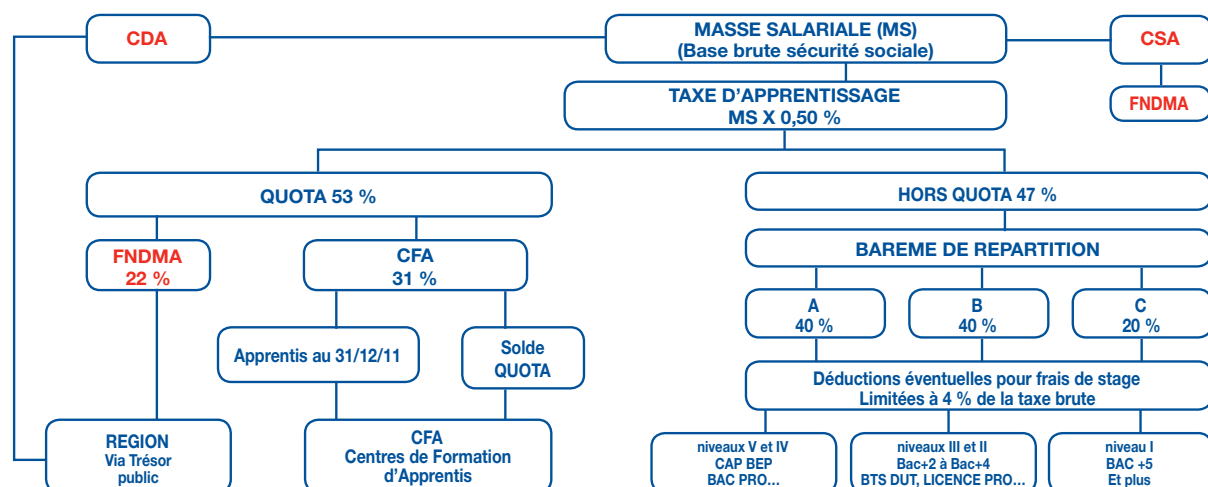 CDA
MASSE SALARIALE (MS)
(Base brute sécurité sociale)
CSA
TAXE D'APPRENTISSAGE
MS X 0,50 %
FNDMA
QUOTA 53 %
HORS QUOTA 47 %
FNDMA
22 %
CFA
31 %
BAREME DE REPARTITION
A
40 %
B
40 %
C
20 %
Apprentis au 31/12/11
Solde
QUOTA
Déductions éventuelles pour frais de stage
Limitées à 4 % de la taxe brute
REGION
Via Trésor
public
CFA
Centres de Formation
d'Apprentis
niveaux V et IV
CAP BEP
BAC PRO...
niveaux III et II
Bac+2 à Bac+4
BTS DUT, LICENCE PRO...
niveau I
BAC +5
Et plus